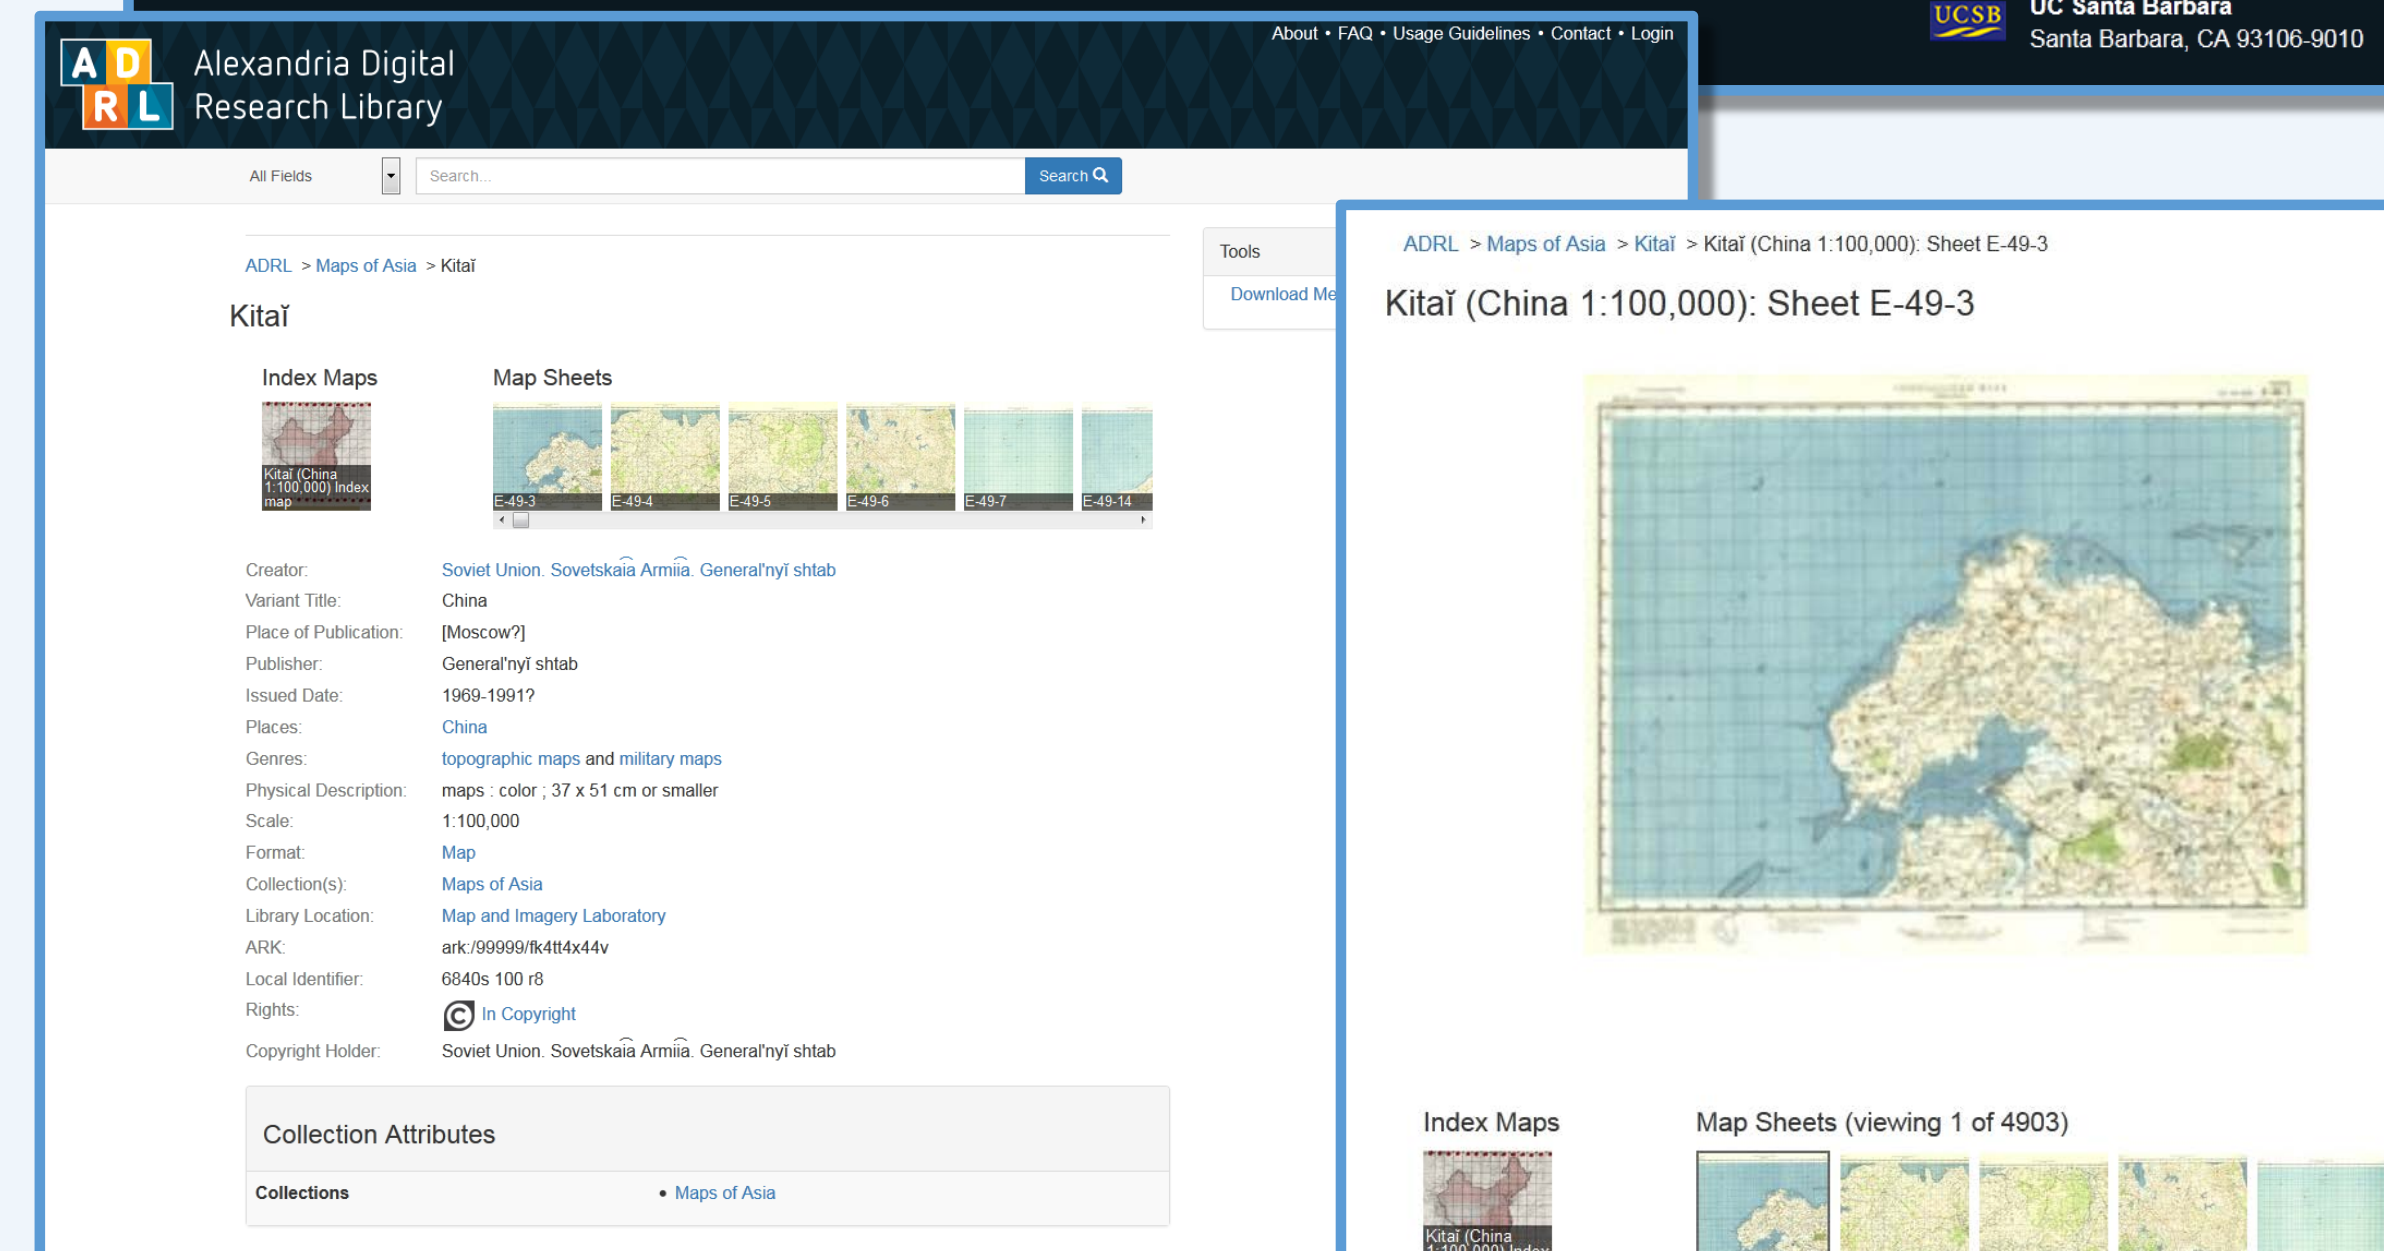 UCSB
UC Santa Barbara
Santa Barbara, CA 93106-9010
About • FAQ • Usage Guidelines • Contact • Login
A D
R L
Alexandria Digital
Research Library
All Fields
Search...
Search
ADRL > Maps of Asia > Kitaĭ
Kitaĭ
Index Maps
Map Sheets
Kitaĭ (China
1:100,000) Index
map
E-49-3
E-49-4
E-49-5
E-49-6
E-49-7
E-49-14
Creator: Soviet Union. Sovetskai͡a Armii͡a. General'nyĭ shtab
Variant Title: China
Place of Publication: [Moscow?]
Publisher: General'nyĭ shtab
Issued Date: 1969-1991?
Places: China
Genres: topographic maps and military maps
Physical Description: maps : color ; 37 x 51 cm or smaller
Scale: 1:100,000
Format: Map
Collection(s): Maps of Asia
Library Location: Map and Imagery Laboratory
ARK: ark:/99999/fk4tt4x44v
Local Identifier: 6840s 100 r8
Rights: In Copyright
Copyright Holder: Soviet Union. Sovetskai͡a Armii͡a. General'nyĭ shtab
Collection Attributes
Collections • Maps of Asia
Tools
Download Me
ADRL > Maps of Asia > Kitaĭ > Kitaĭ (China 1:100,000): Sheet E-49-3
Kitaĭ (China 1:100,000): Sheet E-49-3
Index Maps
Map Sheets (viewing 1 of 4903)
Kitaĭ (China
1:100,000) Index